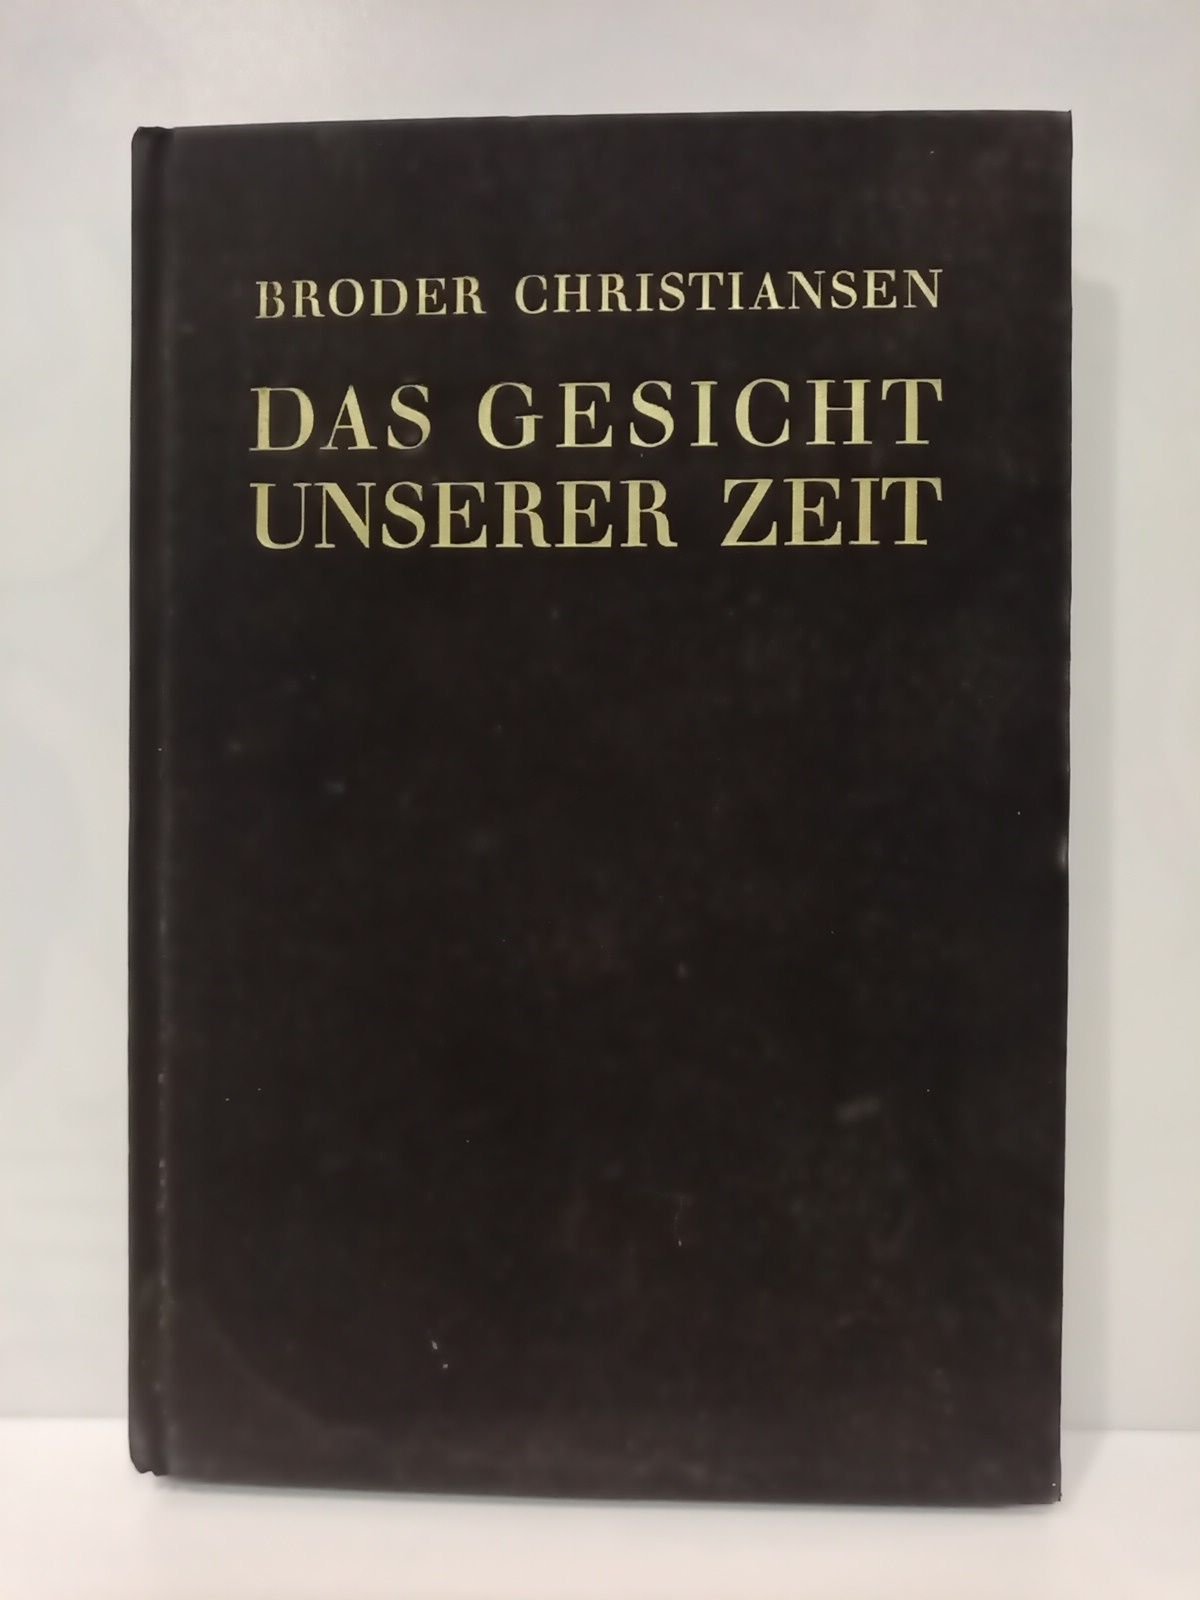 BRODER CHRISTIANSEN
DAS GESICHT
UNSERER ZEIT